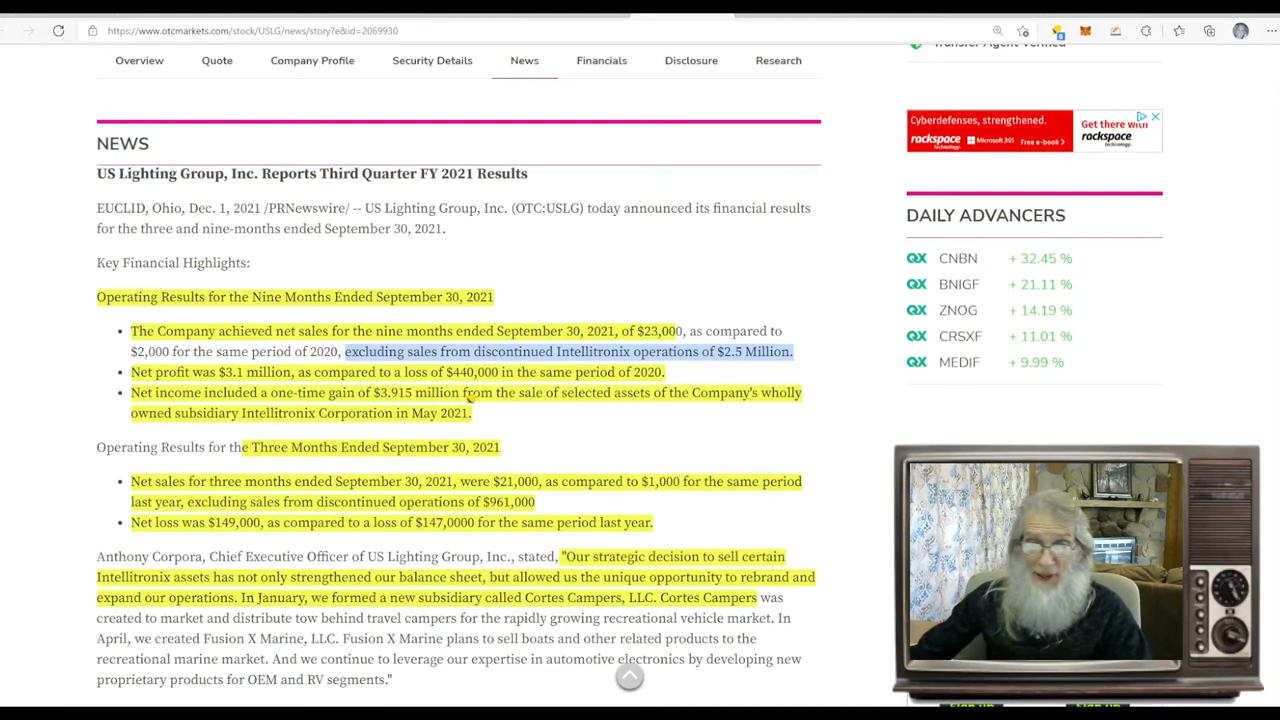 https://www.otcmarkets.com/stock/USLG/news/story?e&id=2069930
Overview Quote Company Profile Security Details News Financials Disclosure Research
Transfer Agent Verified
NEWS
US Lighting Group, Inc. Reports Third Quarter FY 2021 Results
EUCLID, Ohio, Dec. 1, 2021 /PRNewswire/ -- US Lighting Group, Inc. (OTC:USLG) today announced its financial results
for the three and nine-months ended September 30, 2021.
Key Financial Highlights:
Operating Results for the Nine Months Ended September 30, 2021
• The Company achieved net sales for the nine months ended September 30, 2021, of $23,000, as compared to
$2,000 for the same period of 2020, excluding sales from discontinued Intellitronix operations of $2.5 Million.
• Net profit was $3.1 million, as compared to a loss of $440,000 in the same period of 2020.
• Net income included a one-time gain of $3.915 million from the sale of selected assets of the Company's wholly
owned subsidiary Intellitronix Corporation in May 2021.
Operating Results for the Three Months Ended September 30, 2021
• Net sales for three months ended September 30, 2021, were $21,000, as compared to $1,000 for the same period
last year, excluding sales from discontinued operations of $961,000
• Net loss was $149,000, as compared to a loss of $147,0000 for the same period last year.
Anthony Corpora, Chief Executive Officer of US Lighting Group, Inc., stated, "Our strategic decision to sell certain
Intellitronix assets has not only strengthened our balance sheet, but allowed us the unique opportunity to rebrand and
expand our operations. In January, we formed a new subsidiary called Cortes Campers, LLC. Cortes Campers was
created to market and distribute tow behind travel campers for the rapidly growing recreational vehicle market. In
April, we created Fusion X Marine, LLC. Fusion X Marine plans to sell boats and other related products to the
recreational marine market. And we continue to leverage our expertise in automotive electronics by developing new
proprietary products for OEM and RV segments."
Cyberdefenses, strengthened.
rackspace technology. Microsoft 365 Free e-book >
Get there with
rackspace technology.
DAILY ADVANCERS
QX CNBN + 32.45 %
QX BNIGF + 21.11 %
QX ZNOG + 14.19 %
QX CRSXF + 11.01 %
QX MEDIF + 9.99 %
Sign up Sign up